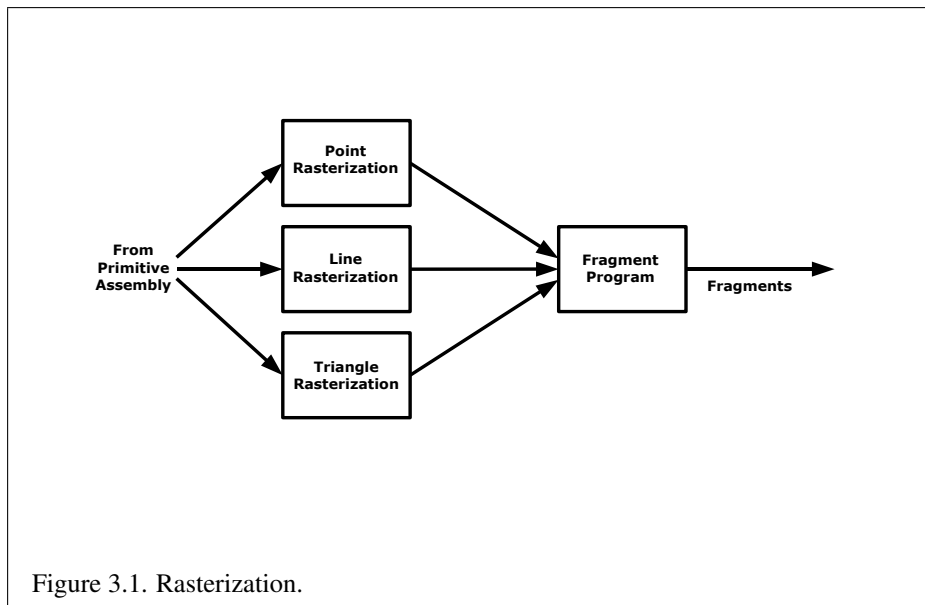 Point
Rasterization
From
Primitive
Assembly
Line
Rasterization
Fragment
Program
Fragments
Triangle
Rasterization
Figure 3.1. Rasterization.